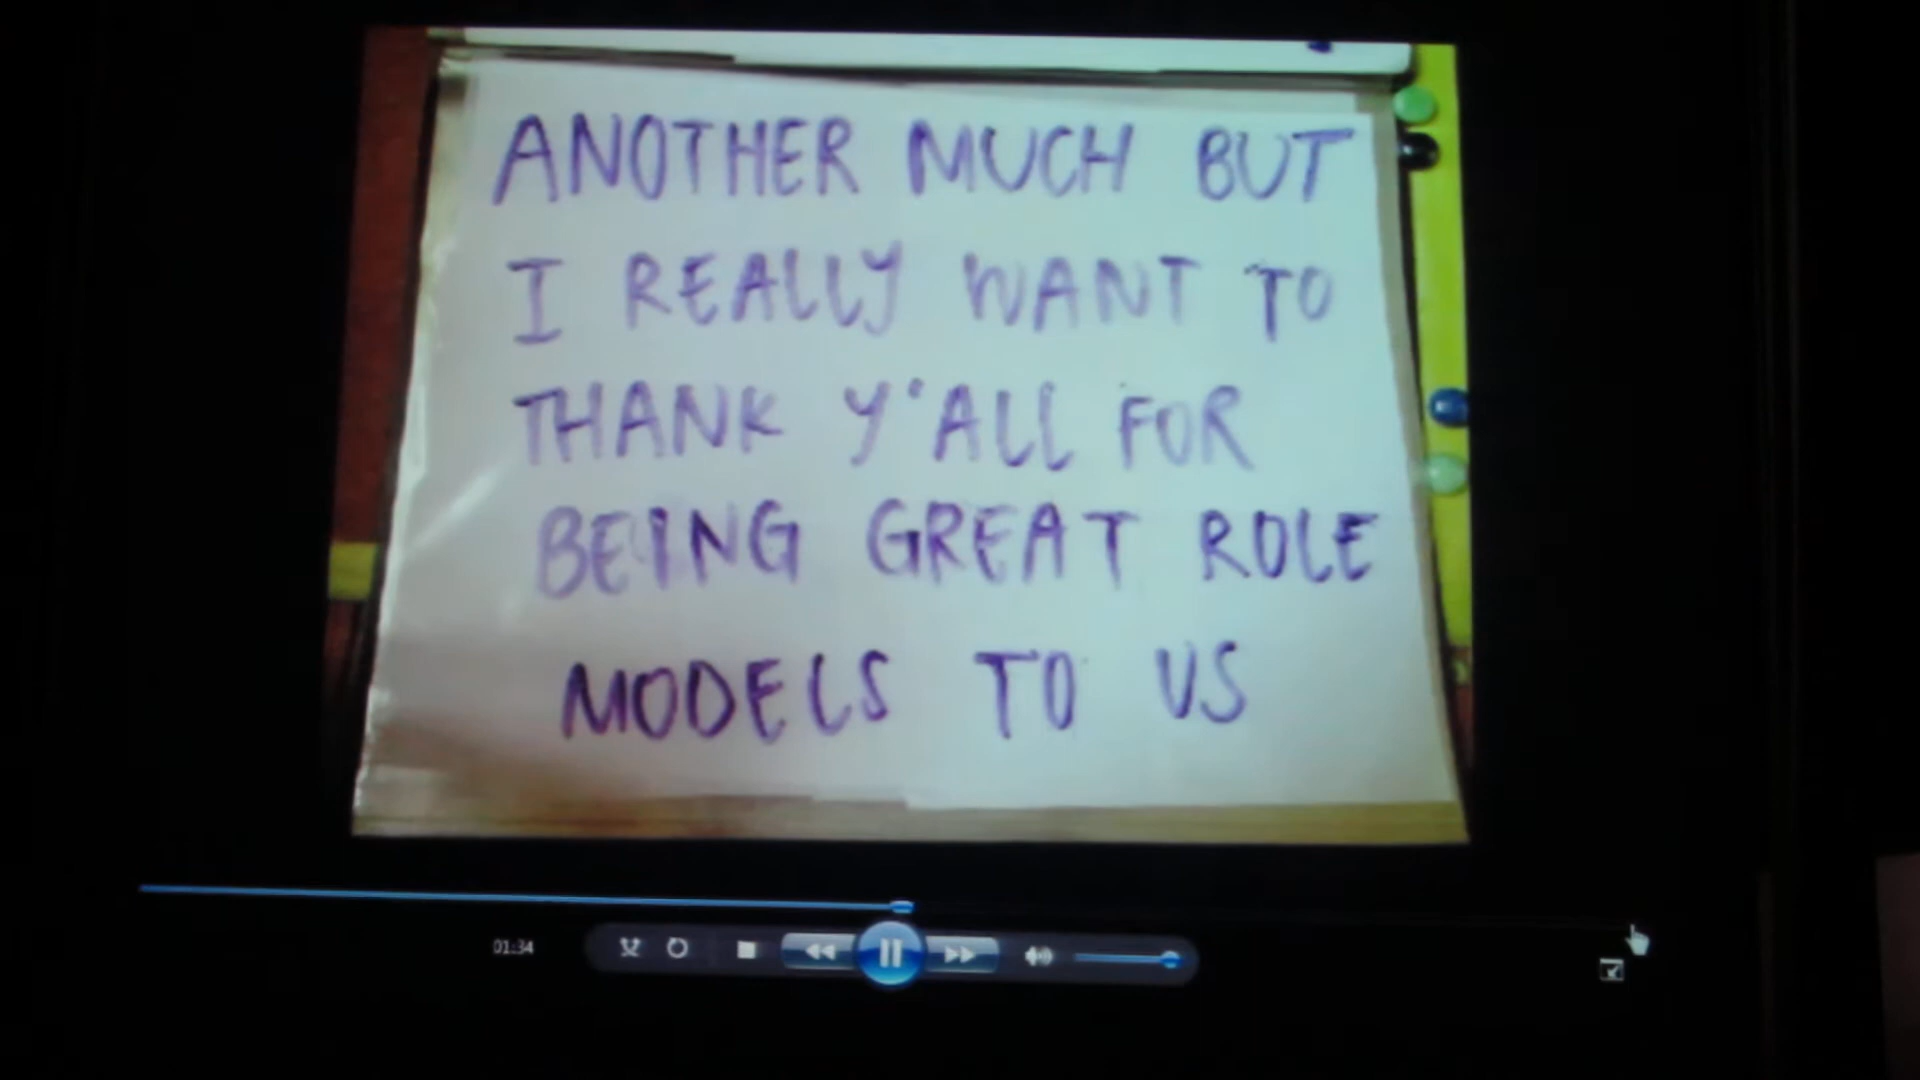 ANOTHER MUCH BUT
I REALLY WANT TO
THANK Y'ALL FOR
BEING GREAT ROLE
MODELS TO US
01:34